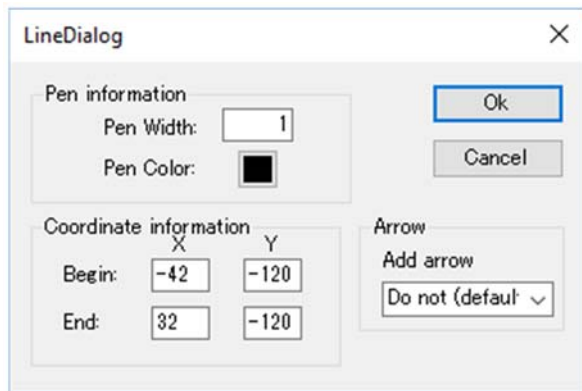 LineDialog
Pen information
Pen Width: 1
Pen Color:
Ok
Cancel
Coordinate information
X Y
Begin: -42 -120
End: 32 -120
Arrow
Add arrow
Do not (defaul